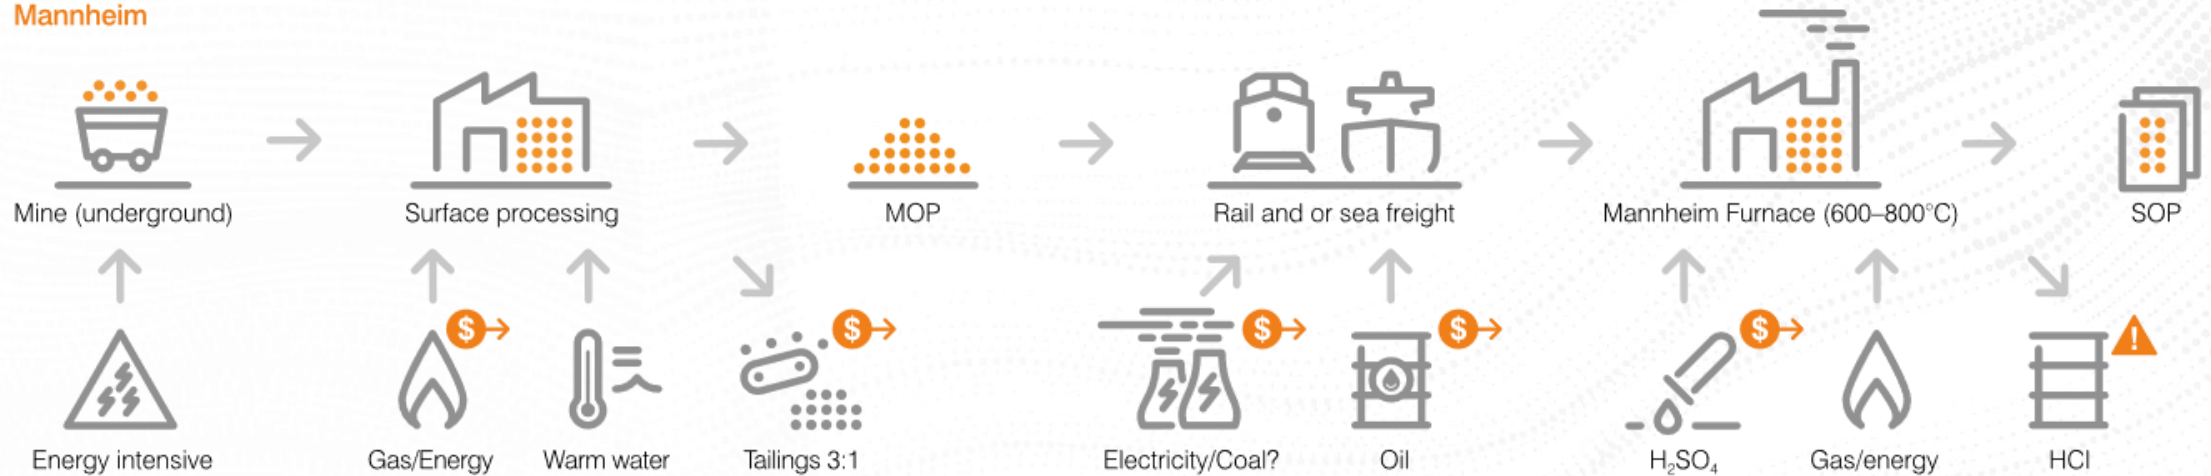 Mannheim
Mine (underground)
Surface processing
MOP
Rail and or sea freight
Mannheim Furnace (600–800°C)
SOP
$
$
$
$
$
!
Energy intensive
Gas/Energy
Warm water
Tailings 3:1
Electricity/Coal?
Oil
H₂SO₄
Gas/energy
HCl